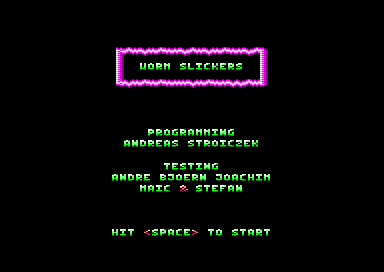 WORM SLICKERS
PROGRAMMING
ANDREAS STROICZEK
TESTING
ANDRE BJOERN JOACHIM
MAIC & STEFAN
HIT <SPACE> TO START